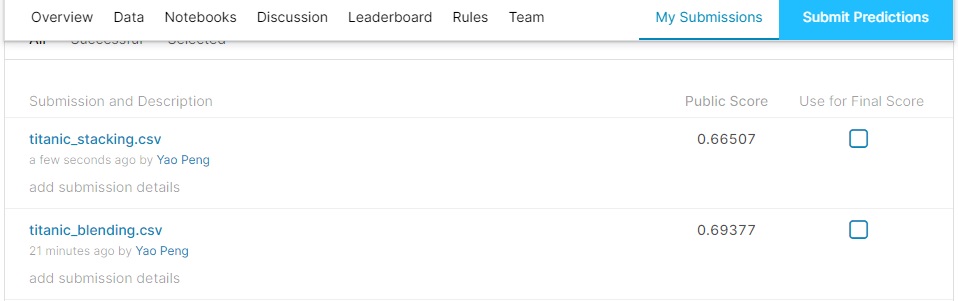 Overview Data Notebooks Discussion Leaderboard Rules Team My Submissions Submit Predictions
All Successful Selected
Submission and Description Public Score Use for Final Score
titanic_stacking.csv 0.66507
a few seconds ago by Yao Peng
add submission details
titanic_blending.csv 0.69377
21 minutes ago by Yao Peng
add submission details